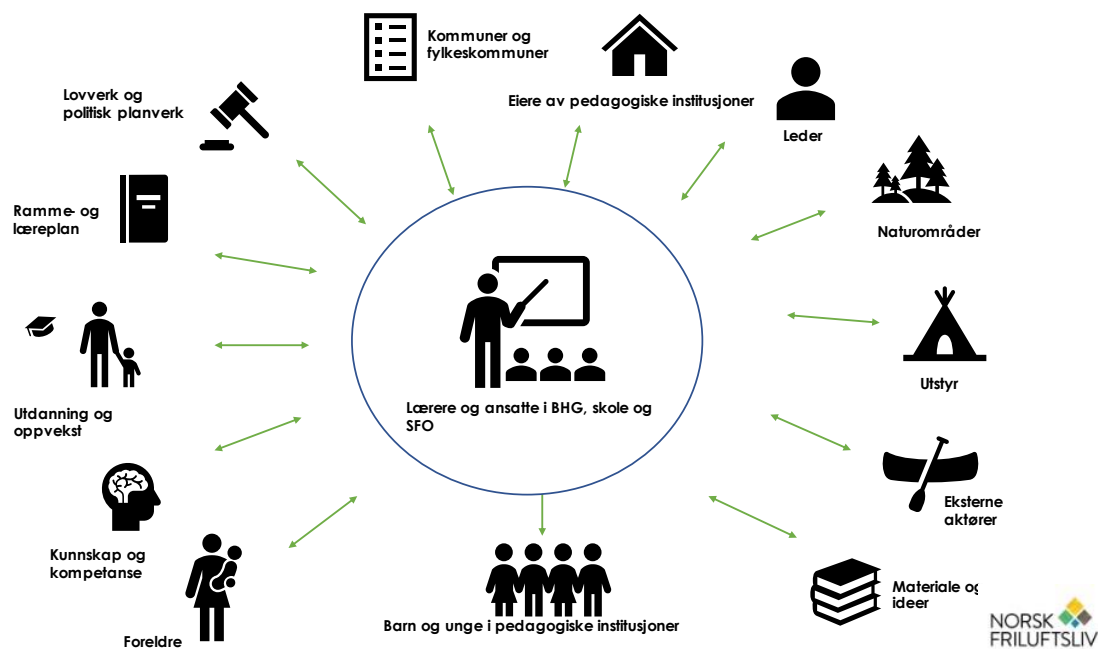 Kommuner og
fylkeskommuner
Eiere av pedagogiske institusjoner
Leder
Lovverk og
politisk planverk
Ramme- og
læreplan
Naturområder
Utstyr
Utdanning og
oppvekst
Lærere og ansatte i BHG, skole og
SFO
Eksterne
aktører
Kunnskap og
kompetanse
Materiale og
ideer
Foreldre
Barn og unge i pedagogiske institusjoner
NORSK
FRILUFTSLIV